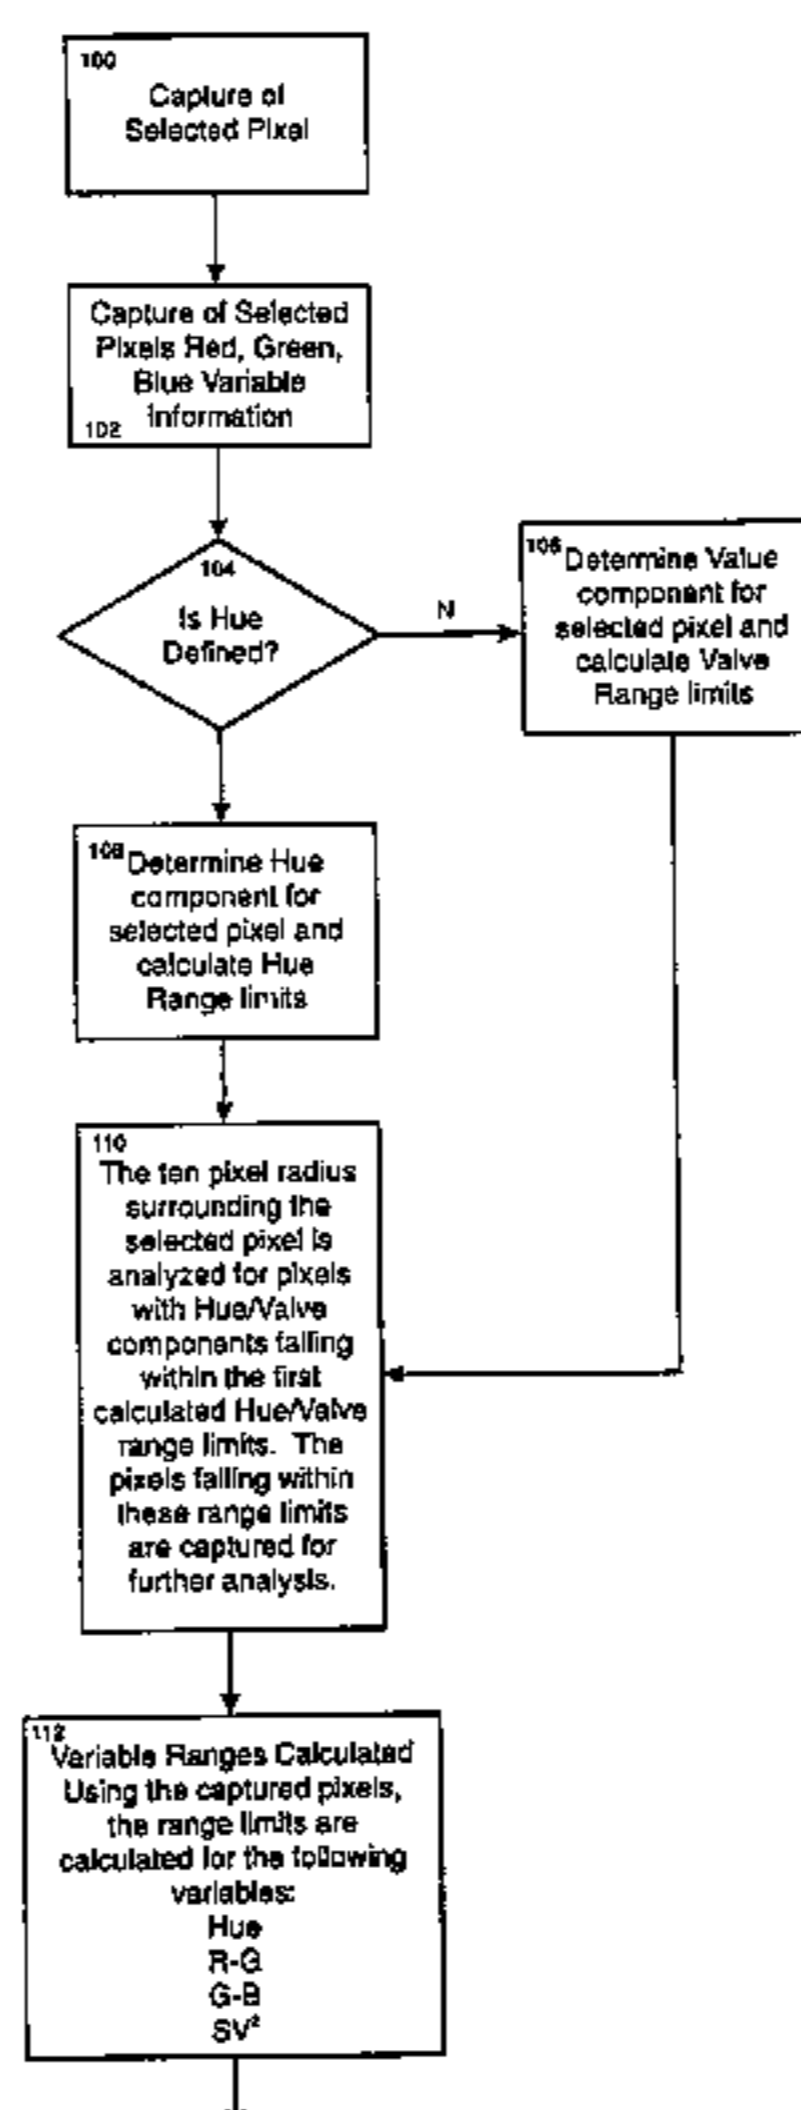 100
Capture of
Selected Pixel
Capture of Selected
Pixels Red, Green,
Blue Variable
Information
102
104
Is Hue
Defined?
N
106
Determine Value
component for
selected pixel and
calculate Valve
Range limits
108
Determine Hue
component for
selected pixel and
calculate Hue
Range limits
110
The ten pixel radius
surrounding the
selected pixel is
analyzed for pixels
with Hue/Valve
components falling
within the first
calculated Hue/Valve
range limits. The
pixels falling within
these range limits
are captured for
further analysis.
112
Variable Ranges Calculated
Using the captured pixels,
the range limits are
calculated for the following
variables:
Hue
R-G
G-B
SV²